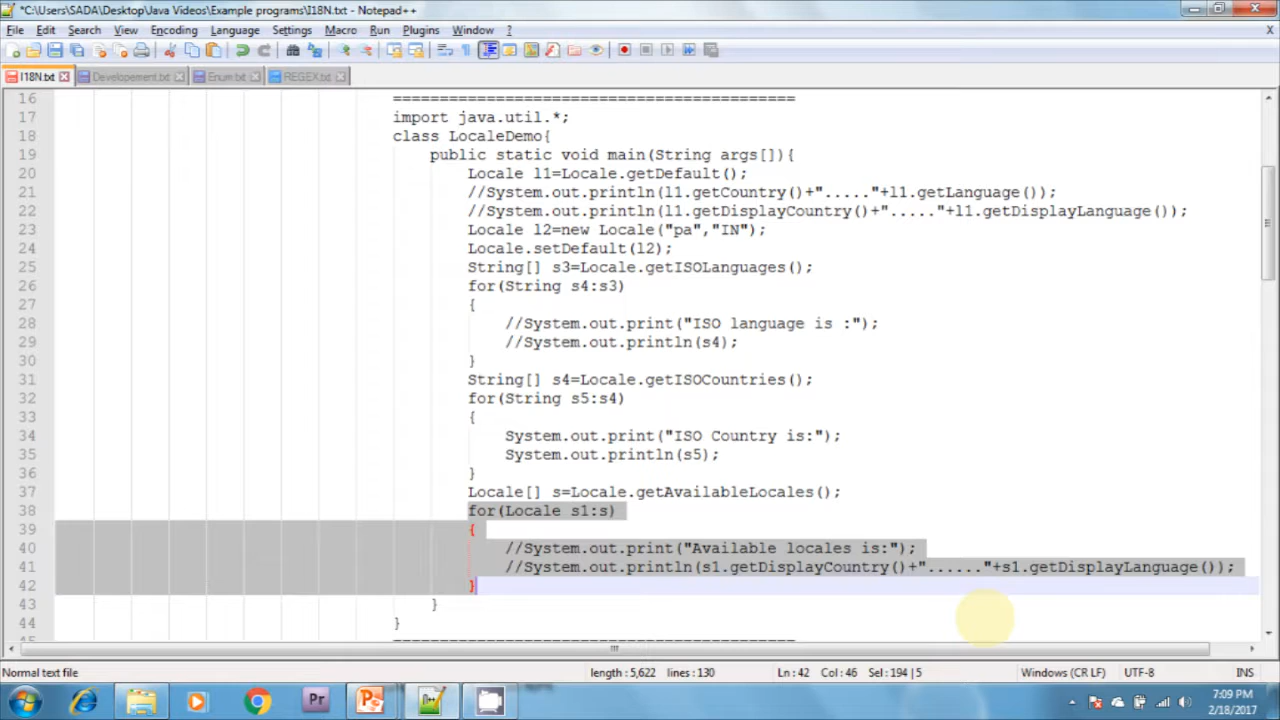 *C:\Users\SADA\Desktop\Java Videos\Example programs\I18N.txt - Notepad++
File Edit Search View Encoding Language Settings Macro Run Plugins Window ? X
I18N.txt Developement.txt Enum.txt REGEX.txt
16 ===========================================
17 import java.util.*;
18 class LocaleDemo{
19 public static void main(String args[]){
20 Locale l1=Locale.getDefault();
21 //System.out.println(l1.getCountry()+"....."+l1.getLanguage());
22 //System.out.println(l1.getDisplayCountry()+"....."+l1.getDisplayLanguage());
23 Locale l2=new Locale("pa","IN");
24 Locale.setDefault(l2);
25 String[] s3=Locale.getISOLanguages();
26 for(String s4:s3)
27 {
28 //System.out.print("ISO language is :");
29 //System.out.println(s4);
30 }
31 String[] s4=Locale.getISOCountries();
32 for(String s5:s4)
33 {
34 System.out.print("ISO Country is:");
35 System.out.println(s5);
36 }
37 Locale[] s=Locale.getAvailableLocales();
38 for(Locale s1:s)
39 {
40 //System.out.print("Available locales is:");
41 //System.out.println(s1.getDisplayCountry()+"......"+s1.getDisplayLanguage());
42 }
43 }
44 }
Normal text file length : 5,622 lines : 130 Ln : 42 Col : 46 Sel : 194 | 5 Windows (CR LF) UTF-8 INS
Pr
7:09 PM
2/18/2017